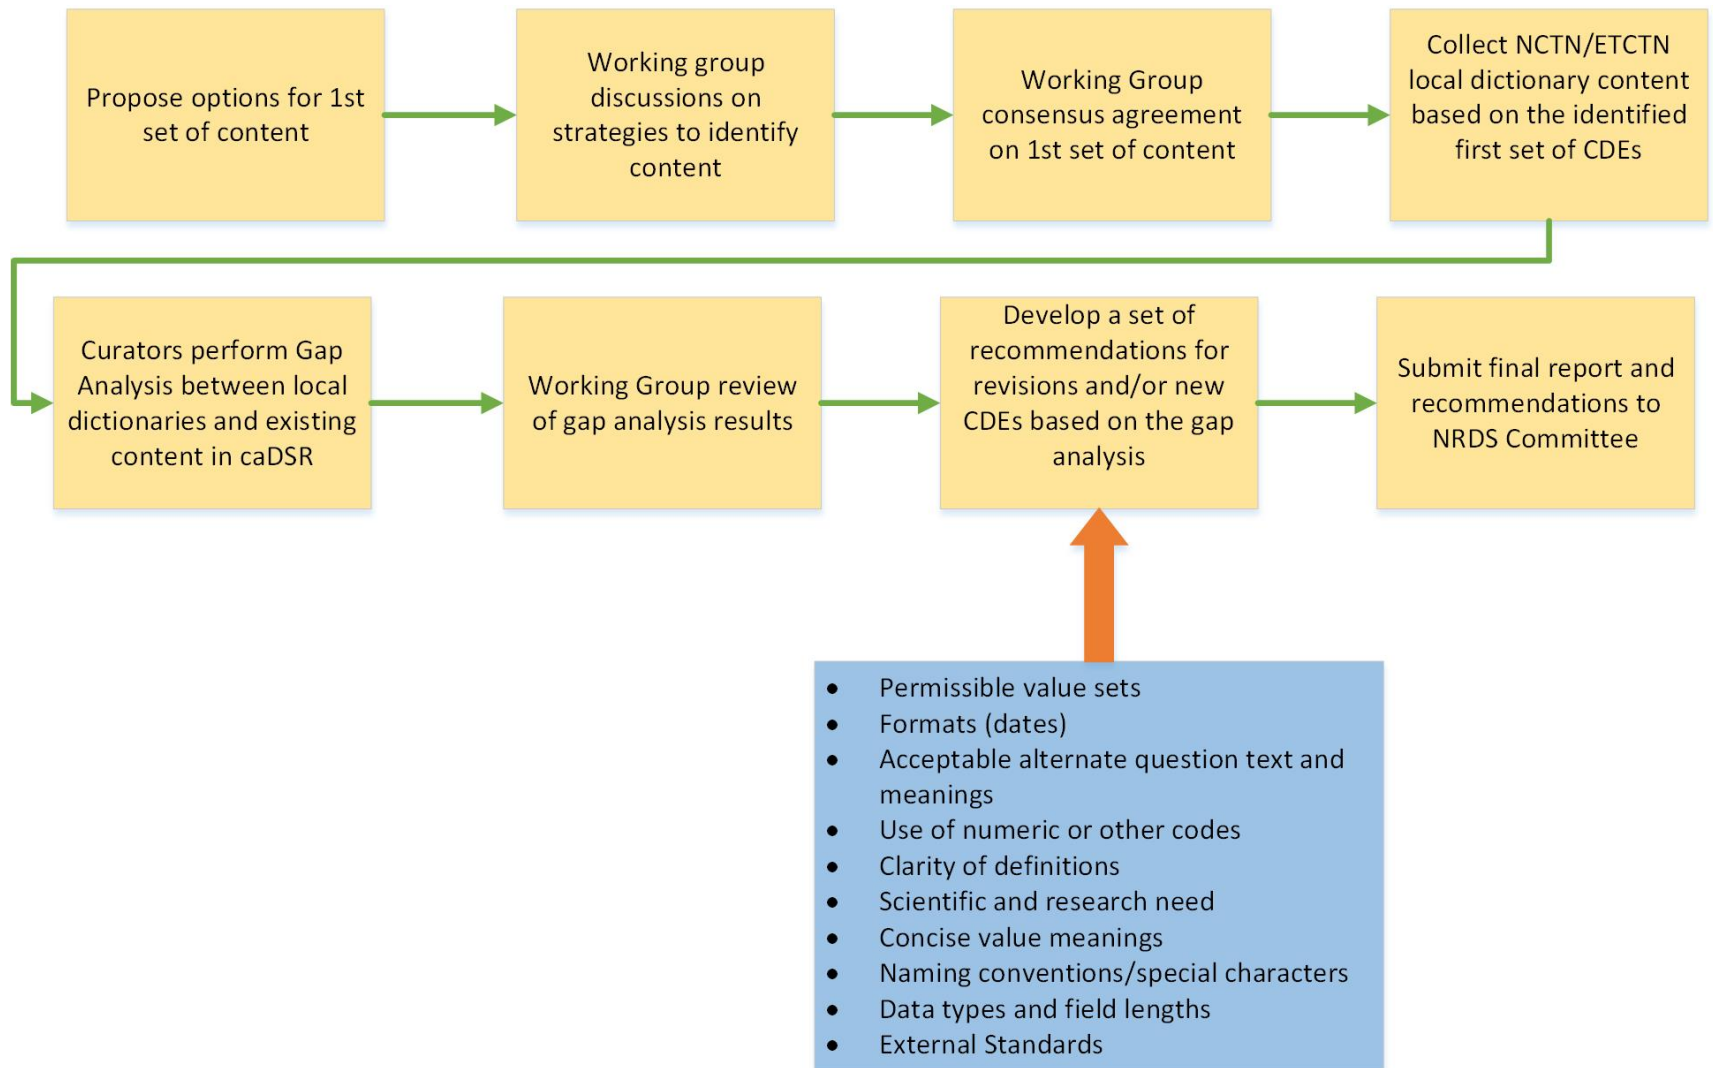 Propose options for 1st
set of content
Working group
discussions on
strategies to identify
content
Working Group
consensus agreement
on 1st set of content
Collect NCTN/ETCTN
local dictionary content
based on the identified
first set of CDEs
Curators perform Gap
Analysis between local
dictionaries and existing
content in caDSR
Working Group review
of gap analysis results
Develop a set of
recommendations for
revisions and/or new
CDEs based on the gap
analysis
Submit final report and
recommendations to
NRDS Committee
• Permissible value sets
• Formats (dates)
• Acceptable alternate question text and
meanings
• Use of numeric or other codes
• Clarity of definitions
• Scientific and research need
• Concise value meanings
• Naming conventions/special characters
• Data types and field lengths
• External Standards